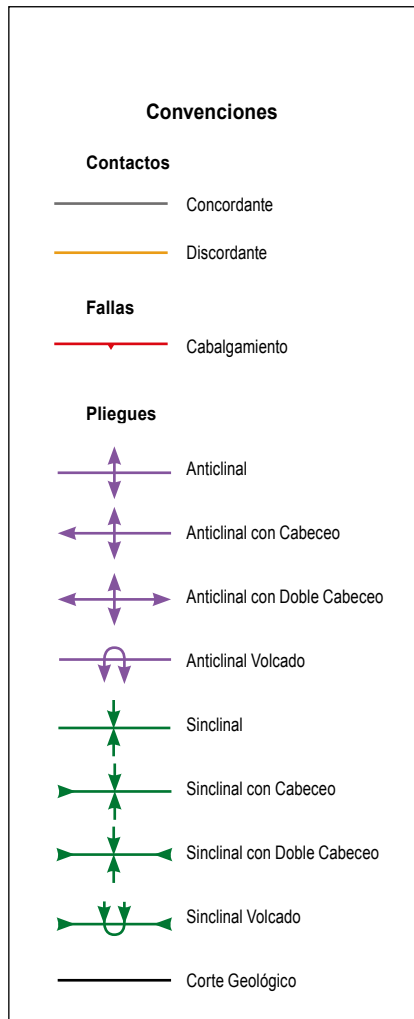 Convenciones
Contactos
Concordante
Discordante
Fallas
Cabalgamiento
Pliegues
Anticlinal
Anticlinal con Cabeceo
Anticlinal con Doble Cabeceo
Anticlinal Volcado
Sinclinal
Sinclinal con Cabeceo
Sinclinal con Doble Cabeceo
Sinclinal Volcado
Corte Geológico